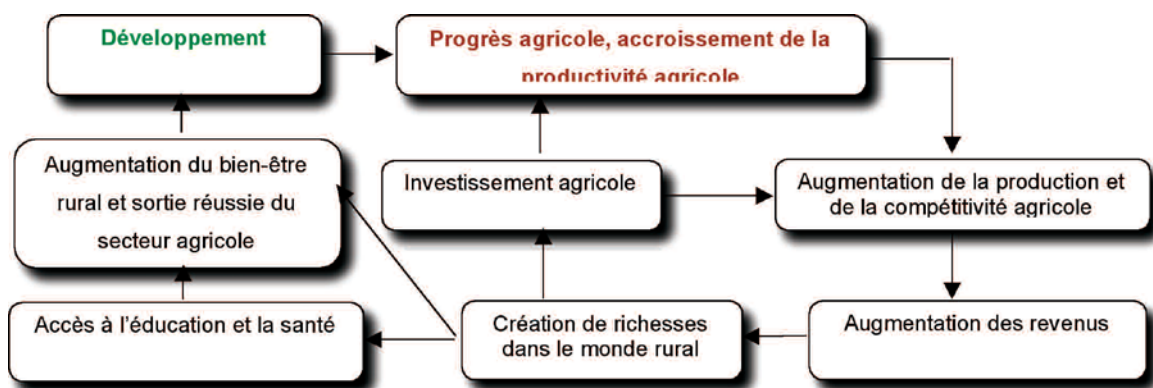 Développement
Progrès agricole, accroissement de la
productivité agricole
Augmentation du bien-être
rural et sortie réussie du
secteur agricole
Investissement agricole
Augmentation de la production et
de la compétitivité agricole
Accès à l'éducation et la santé
Création de richesses
dans le monde rural
Augmentation des revenus